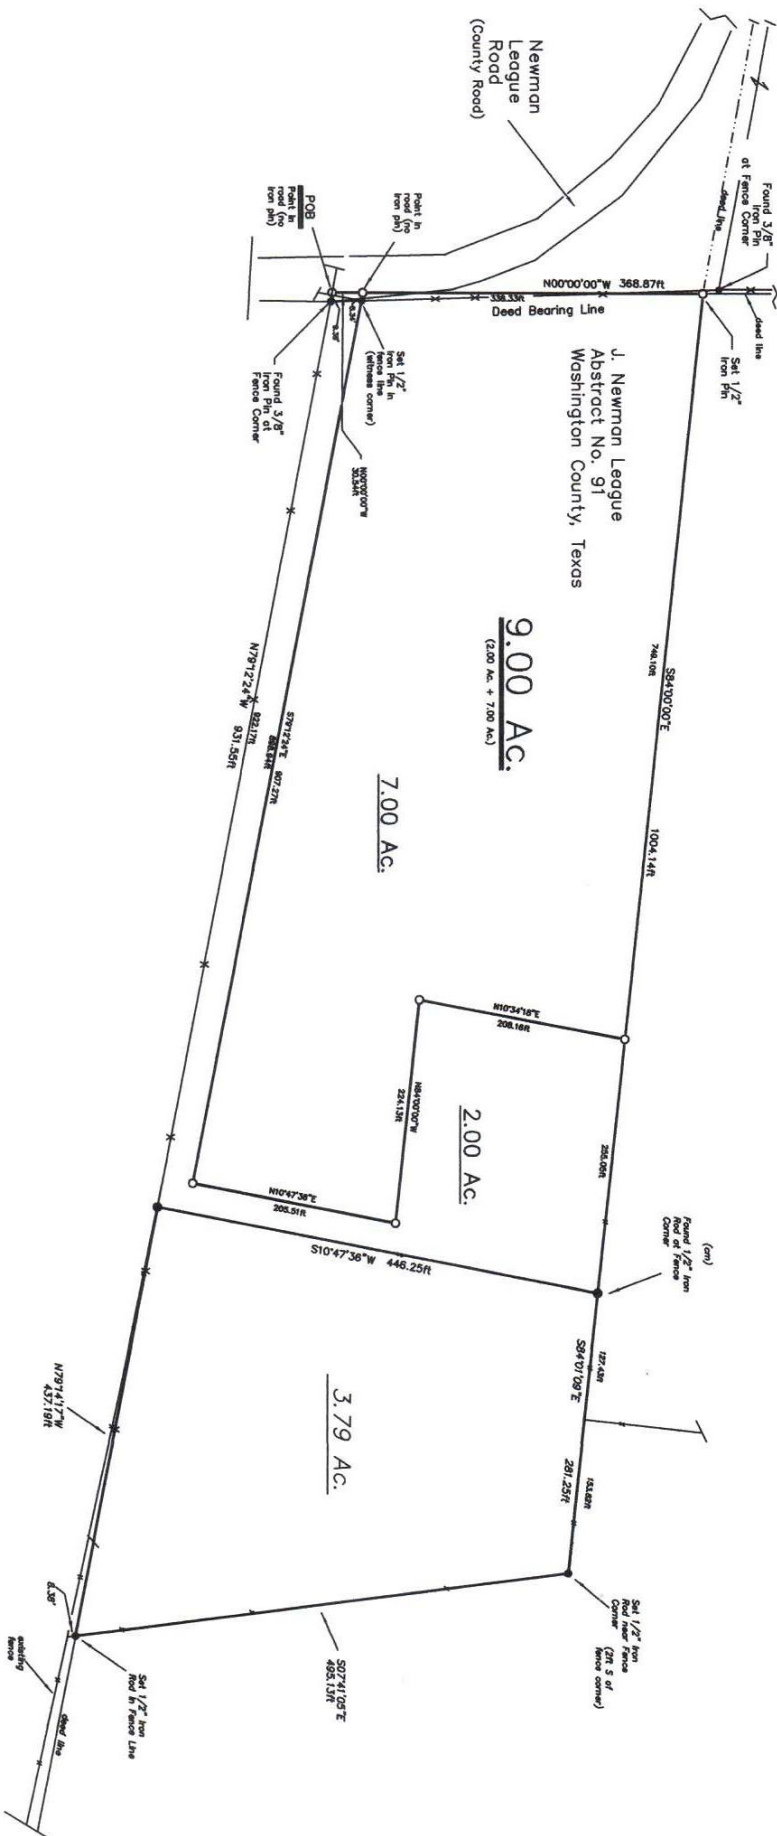 Newman
League
Road
(County Road)
Found 3/8"
Iron Pin
at Fence Corner
deed line
deed line
Set 1/2"
Iron Pin
N00°00'00"W 368.87ft
338.33ft
Deed Bearing Line
Point in
road (no
iron pin)
POB
Point in
road (no
iron pin)
Set 1/2"
Iron Pin in
fence line
(witness corner)
Found 3/8"
Iron Pin at
Fence Corner
N00°00'00"W
30.54ft
J. Newman League
Abstract No. 91
Washington County, Texas
9.00 Ac.
(2.00 Ac. + 7.00 Ac.)
S84°00'00"E
749.10ft
1004.14ft
255.05ft
7.00 Ac.
S79°12'24"E
907.27ft
N79°12'24"W
922.17ft
931.55ft
N10°34'18"E
208.16ft
2.00 Ac.
N84°00'00"W
224.13ft
N10°47'36"E
205.51ft
S10°47'36"W 446.25ft
(cm)
Found 1/2" Iron
Rod at Fence
Corner
127.43ft
S84°01'09"E
281.25ft
153.82ft
3.79 Ac.
Set 1/2" Iron
Rod near Fence
Corner
(2ft S of
fence corner)
S07°41'05"E
495.13ft
N79°14'17"W
437.19ft
8.38'
Set 1/2" Iron
Rod in Fence Line
existing
fence
deed line